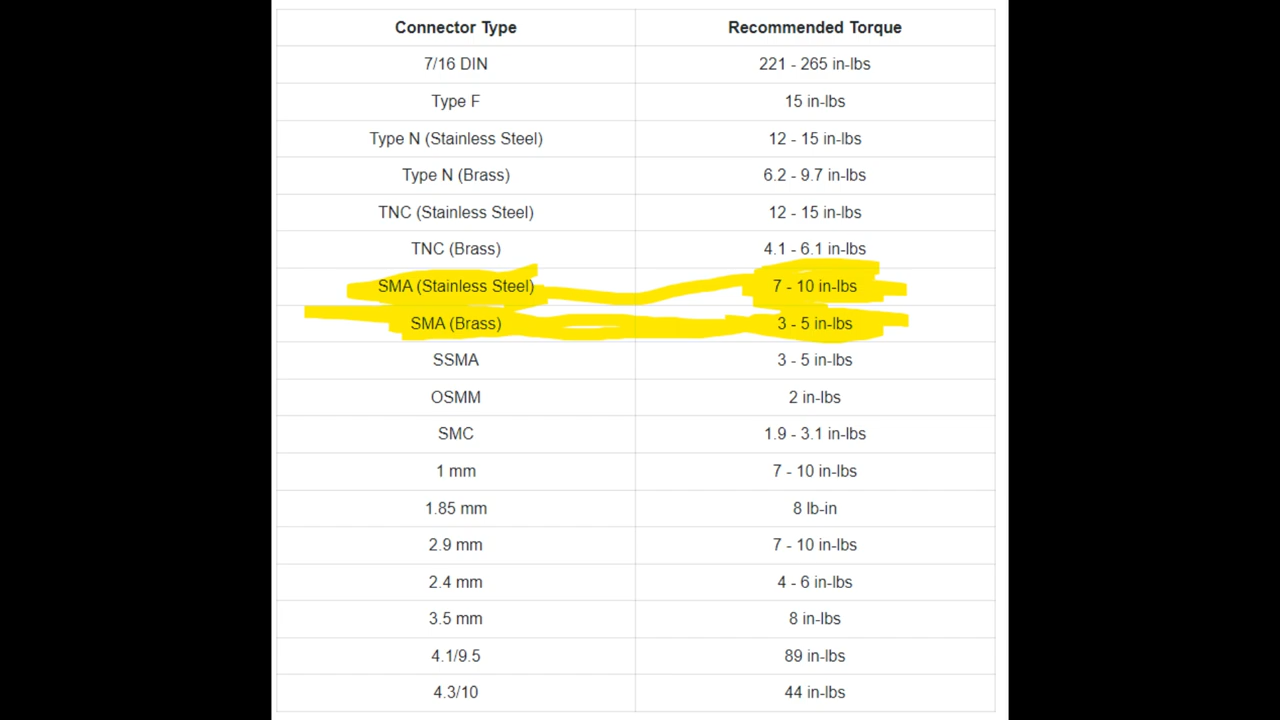 Connector Type Recommended Torque
7/16 DIN 221 - 265 in-lbs
Type F 15 in-lbs
Type N (Stainless Steel) 12 - 15 in-lbs
Type N (Brass) 6.2 - 9.7 in-lbs
TNC (Stainless Steel) 12 - 15 in-lbs
TNC (Brass) 4.1 - 6.1 in-lbs
SMA (Stainless Steel) 7 - 10 in-lbs
SMA (Brass) 3 - 5 in-lbs
SSMA 3 - 5 in-lbs
OSMM 2 in-lbs
SMC 1.9 - 3.1 in-lbs
1 mm 7 - 10 in-lbs
1.85 mm 8 lb-in
2.9 mm 7 - 10 in-lbs
2.4 mm 4 - 6 in-lbs
3.5 mm 8 in-lbs
4.1/9.5 89 in-lbs
4.3/10 44 in-lbs